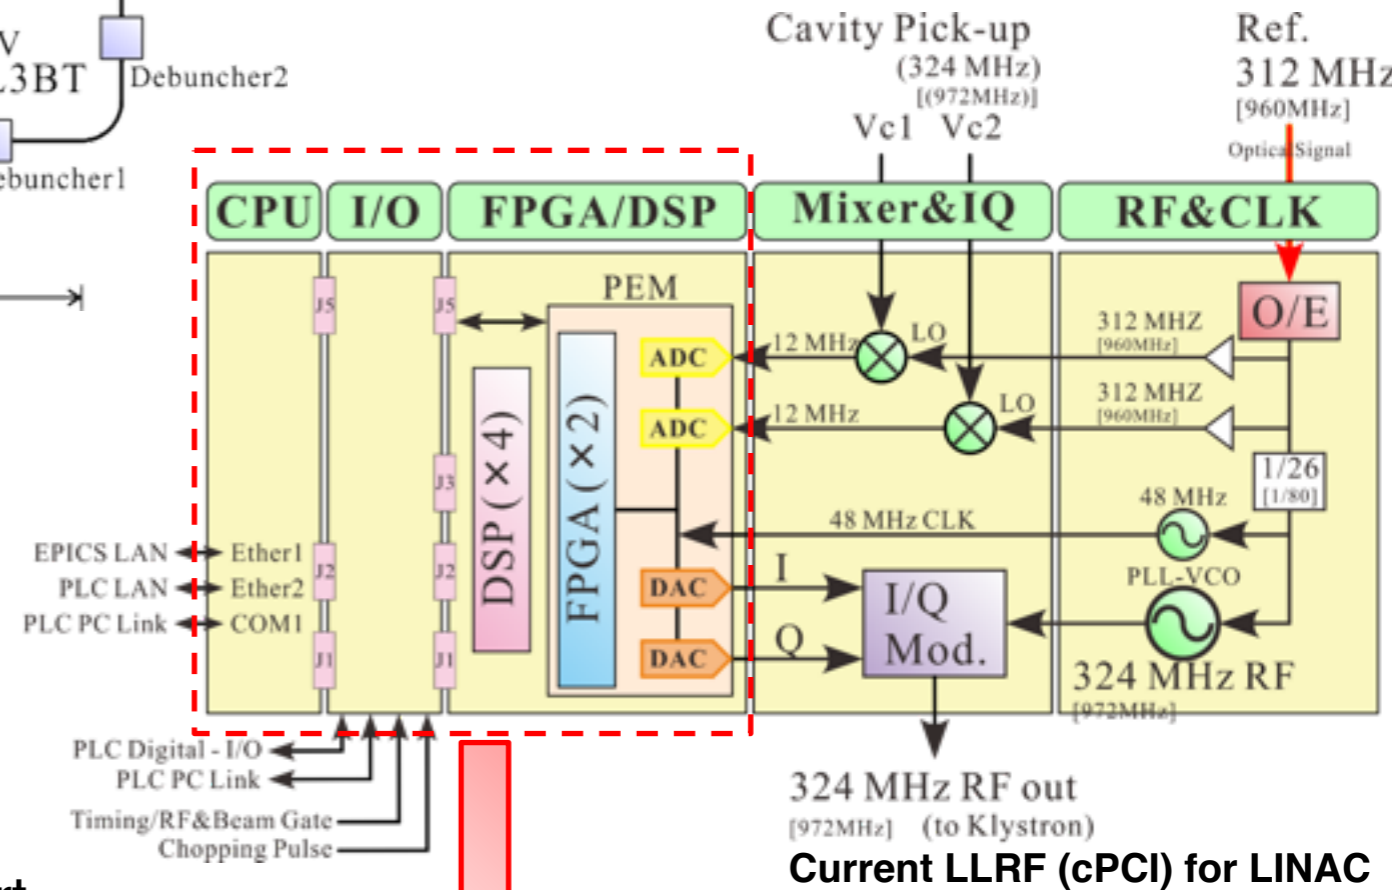 V
L3BT
Debuncher2
ebuncher1
Cavity Pick-up
(324 MHz)
[(972MHz)]
Vc1 Vc2
Ref.
312 MHz
[960MHz]
Optical Signal
CPU
I/O
FPGA/DSP
Mixer&IQ
RF&CLK
J5
J5
PEM
ADC
12 MHz
LO
312 MHZ
[960MHz]
O/E
ADC
12 MHz
LO
312 MHZ
[960MHz]
DSP (×4)
FPGA (×2)
J3
1/26
[1/80]
48 MHz
48 MHz CLK
PLL-VCO
EPICS LAN
Ether1
PLC LAN
Ether2
PLC PC Link
COM1
J2
J2
J1
J1
DAC
I
DAC
Q
I/Q
Mod.
324 MHz RF
[972MHz]
PLC Digital - I/O
PLC PC Link
Timing/RF&Beam Gate
Chopping Pulse
324 MHz RF out
[972MHz] (to Klystron)
Current LLRF (cPCI) for LINAC